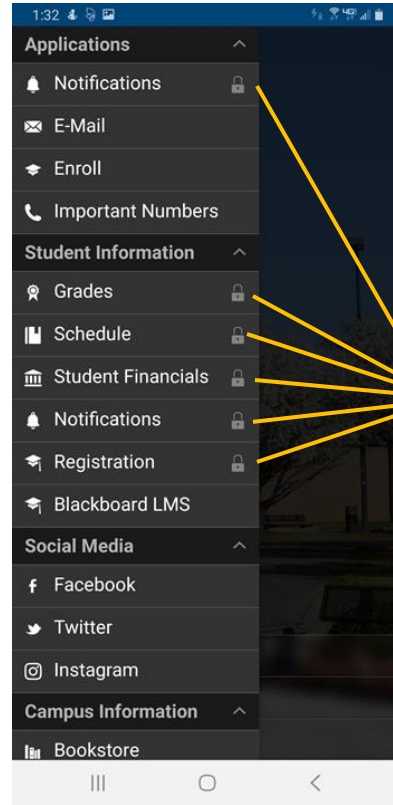 1:32
Applications
Notifications
E-Mail
Enroll
Important Numbers
Student Information
Grades
Schedule
Student Financials
Notifications
Registration
Blackboard LMS
Social Media
Facebook
Twitter
Instagram
Campus Information
Bookstore